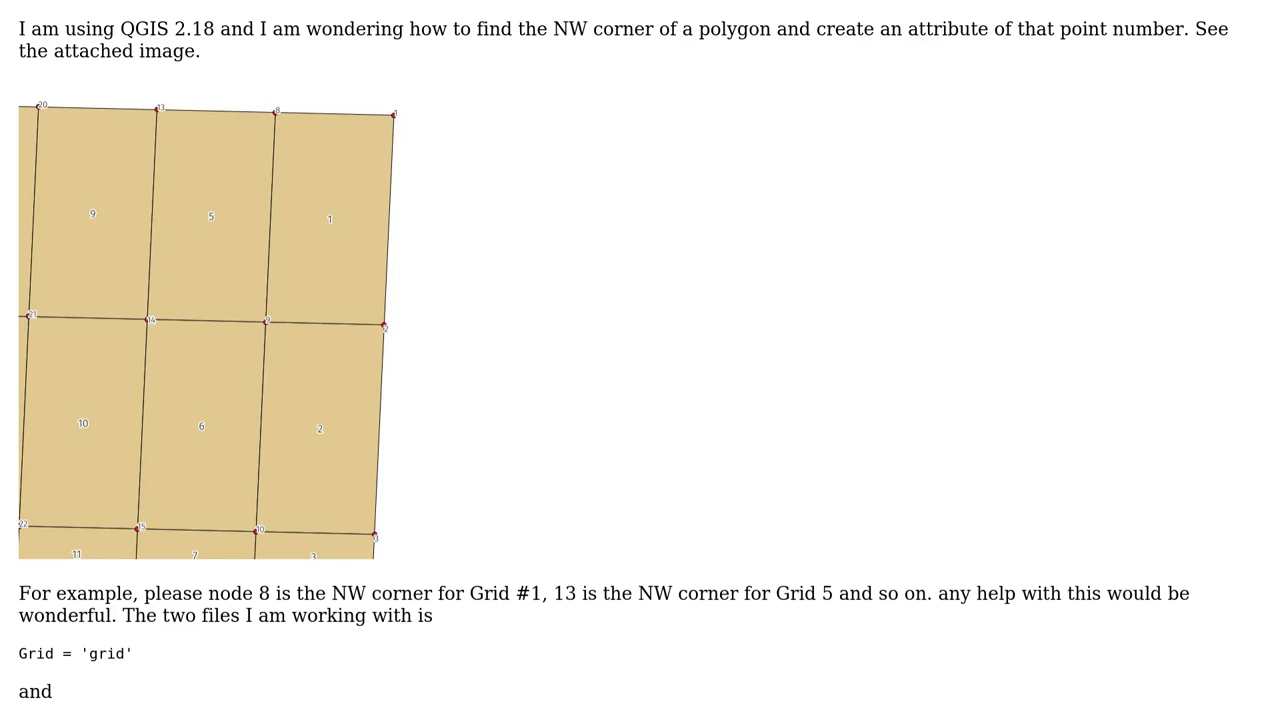 I am using QGIS 2.18 and I am wondering how to find the NW corner of a polygon and create an attribute of that point number. See
the attached image.
20 13 8 1
9 5 1
21 14 9 2
10 6 2
22 15 10 3
11 7 3
For example, please node 8 is the NW corner for Grid #1, 13 is the NW corner for Grid 5 and so on. any help with this would be
wonderful. The two files I am working with is
Grid = 'grid'
and